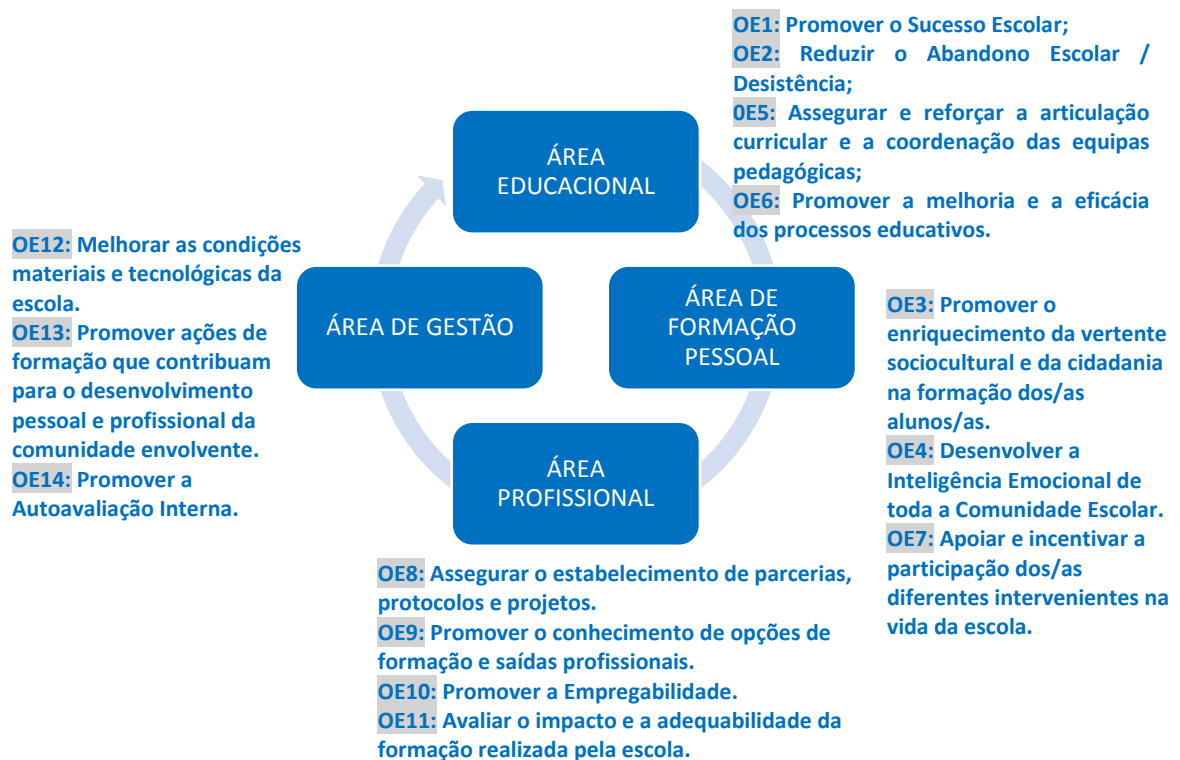 OE1: Promover o Sucesso Escolar;
OE2: Reduzir o Abandono Escolar /
Desistência;
0E5: Assegurar e reforçar a articulação
curricular e a coordenação das equipas
pedagógicas;
OE6: Promover a melhoria e a eficácia
dos processos educativos.
ÁREA
EDUCACIONAL
OE12: Melhorar as condições
materiais e tecnológicas da
escola.
OE13: Promover ações de
formação que contribuam
para o desenvolvimento
pessoal e profissional da
comunidade envolvente.
OE14: Promover a
Autoavaliação Interna.
ÁREA DE GESTÃO
ÁREA DE
FORMAÇÃO
PESSOAL
OE3: Promover o
enriquecimento da vertente
sociocultural e da cidadania
na formação dos/as
alunos/as.
OE4: Desenvolver a
Inteligência Emocional de
toda a Comunidade Escolar.
OE7: Apoiar e incentivar a
participação dos/as
diferentes intervenientes na
vida da escola.
ÁREA
PROFISSIONAL
OE8: Assegurar o estabelecimento de parcerias,
protocolos e projetos.
OE9: Promover o conhecimento de opções de
formação e saídas profissionais.
OE10: Promover a Empregabilidade.
OE11: Avaliar o impacto e a adequabilidade da
formação realizada pela escola.